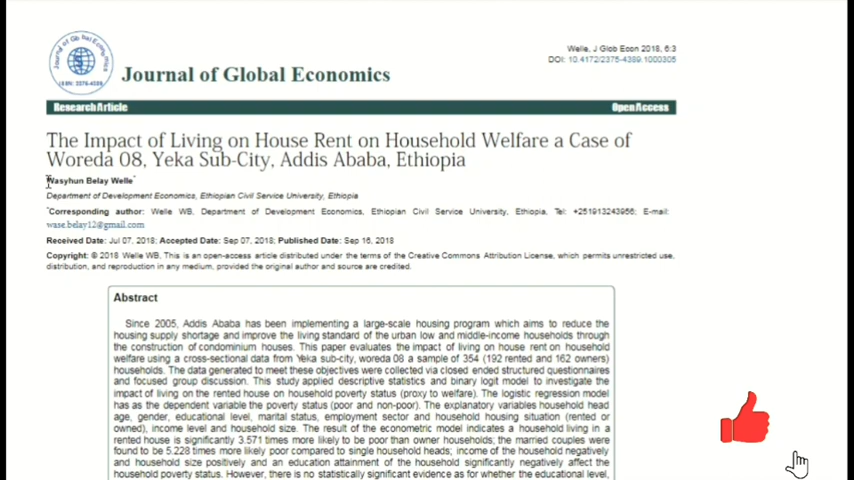 Welle, J Glob Econ 2018, 6:3
DOI: 10.4172/2375-4389.1000305
Journal of Global Economics
Research Article
Open Access
The Impact of Living on House Rent on Household Welfare a Case of
Woreda 08, Yeka Sub-City, Addis Ababa, Ethiopia
Wasyhun Belay Welle*
Department of Development Economics, Ethiopian Civil Service University, Ethiopia
*Corresponding author: Welle WB, Department of Development Economics, Ethiopian Civil Service University, Ethiopia, Tel: +251913243956; E-mail:
wase.belay12@gmail.com
Received Date: Jul 07, 2018; Accepted Date: Sep 07, 2018; Published Date: Sep 16, 2018
Copyright: © 2018 Welle WB. This is an open-access article distributed under the terms of the Creative Commons Attribution License, which permits unrestricted use,
distribution, and reproduction in any medium, provided the original author and source are credited.
Abstract
Since 2005, Addis Ababa has been implementing a large-scale housing program which aims to reduce the
housing supply shortage and improve the living standard of the urban low and middle-income households through
the construction of condominium houses. This paper evaluates the impact of living on house rent on household
welfare using a cross-sectional data from Yeka sub-city, woreda 08 a sample of 354 (192 rented and 162 owners)
households. The data generated to meet these objectives were collected via closed ended structured questionnaires
and focused group discussion. This study applied descriptive statistics and binary logit model to investigate the
impact of living on the rented house on household poverty status (proxy to welfare). The logistic regression model
has as the dependent variable the poverty status (poor and non-poor). The explanatory variables household head
age, gender, educational level, marital status, employment sector and household housing situation (rented or
owned), income level and household size. The result of the econometric model indicates a household living in a
rented house is significantly 3.571 times more likely to be poor than owner households; the married couples were
found to be 5.228 times more likely poor compared to single household heads; income of the household negatively
and household size positively and an education attainment of the household significantly negatively affect the
household poverty status. However, there is no statistically significant evidence as for whether the educational level,